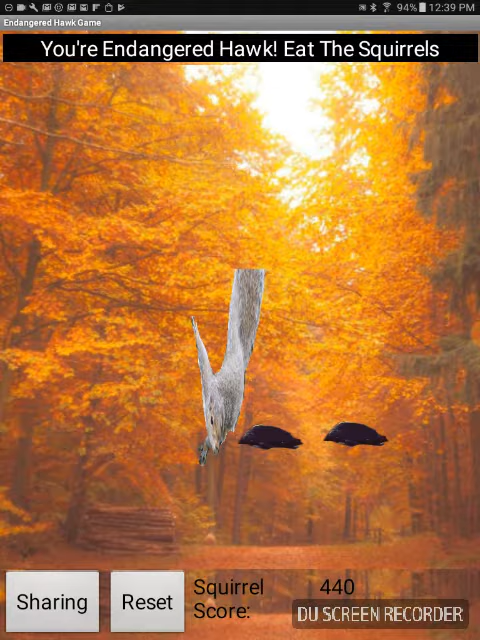 94% 12:39 PM
Endangered Hawk Game
You're Endangered Hawk! Eat The Squirrels
Sharing
Reset
Squirrel
Score:
440
DU SCREEN RECORDER